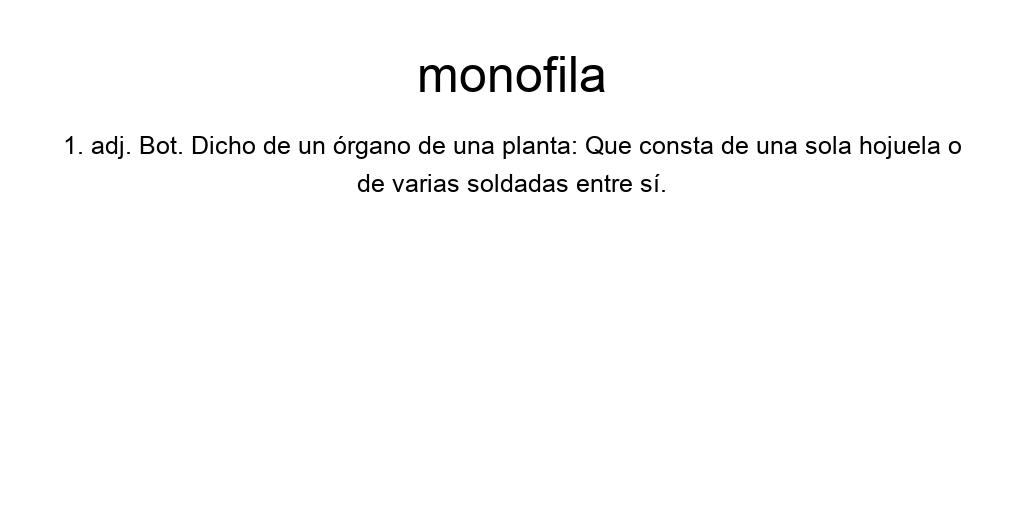 monofila
1. adj. Bot. Dicho de un órgano de una planta: Que consta de una sola hojuela o
de varias soldadas entre sí.